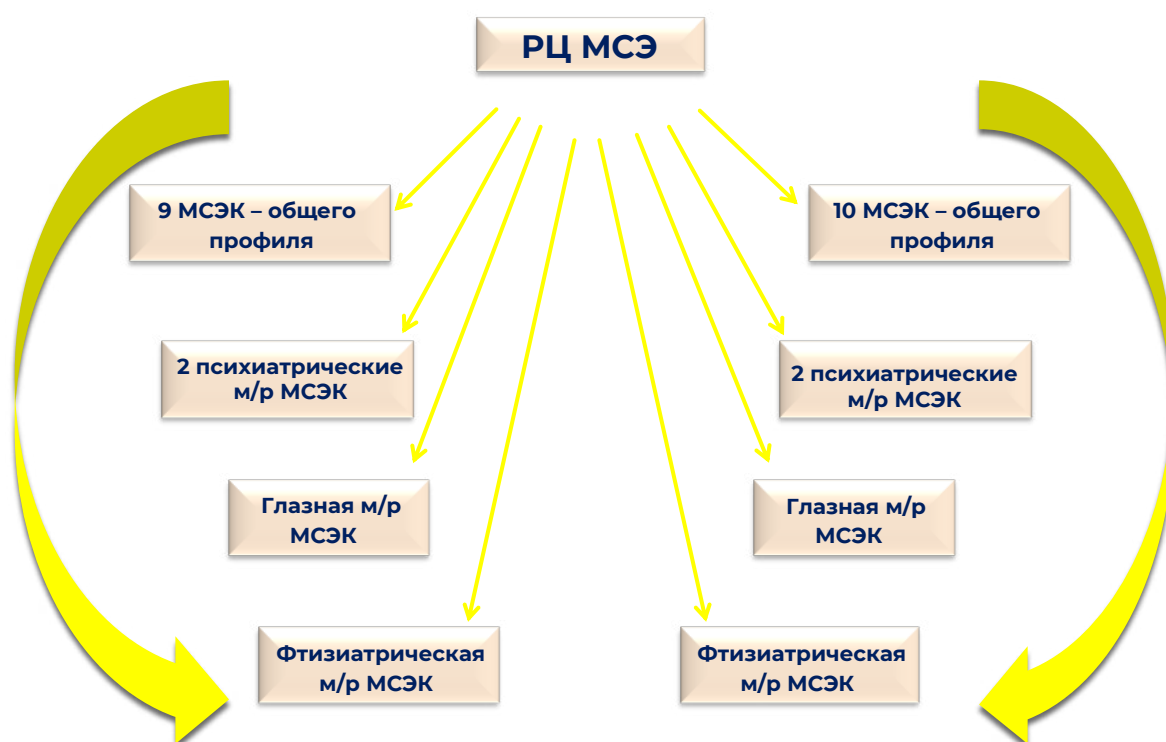 РЦ МСЭ
9 МСЭК – общего
профиля
10 МСЭК – общего
профиля
2 психиатрические
м/р МСЭК
2 психиатрические
м/р МСЭК
Глазная м/р
МСЭК
Глазная м/р
МСЭК
Фтизиатрическая
м/р МСЭК
Фтизиатрическая
м/р МСЭК